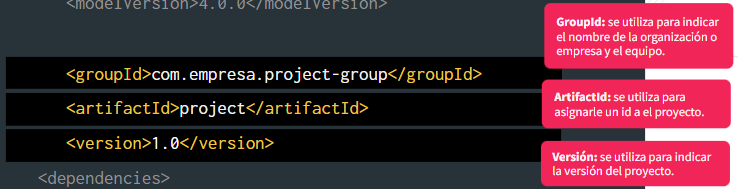 <modelVersion>4.0.0</modelVersion>
GroupId: se utiliza para indicar
el nombre de la organización o
empresa y el equipo.
<groupId>com.empresa.project-group</groupId>
ArtifactId: se utiliza para
asignarle un id a el proyecto.
<artifactId>project</artifactId>
Versión: se utiliza para indicar
la versión del proyecto.
<version>1.0</version>
<dependencies>